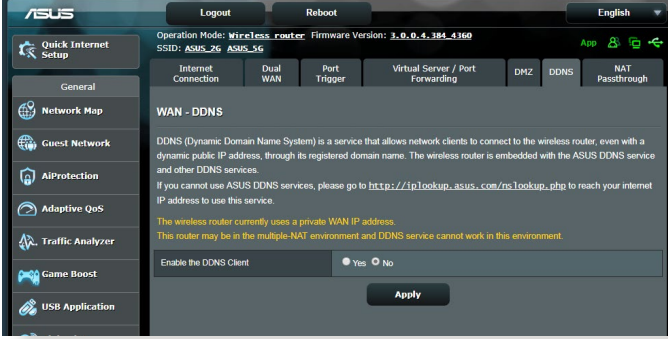 ASUS
Logout
Reboot
English
Quick Internet
Setup
General
Network Map
Guest Network
AiProtection
Adaptive QoS
Traffic Analyzer
Game Boost
USB Application
Operation Mode: Wireless router Firmware Version: 3.0.0.4.384_4360
SSID: ASUS_2G ASUS_5G
App
Internet
Connection
Dual
WAN
Port
Trigger
Virtual Server / Port
Forwarding
DMZ
DDNS
NAT
Passthrough
WAN - DDNS
DDNS (Dynamic Domain Name System) is a service that allows network clients to connect to the wireless router, even with a
dynamic public IP address, through its registered domain name. The wireless router is embedded with the ASUS DDNS service
and other DDNS services.
If you cannot use ASUS DDNS services, please go to http://iplookup.asus.com/nslookup.php to reach your internet
IP address to use this service.
The wireless router currently uses a private WAN IP address.
This router may be in the multiple-NAT environment and DDNS service cannot work in this environment.
Enable the DDNS Client
Yes No
Apply